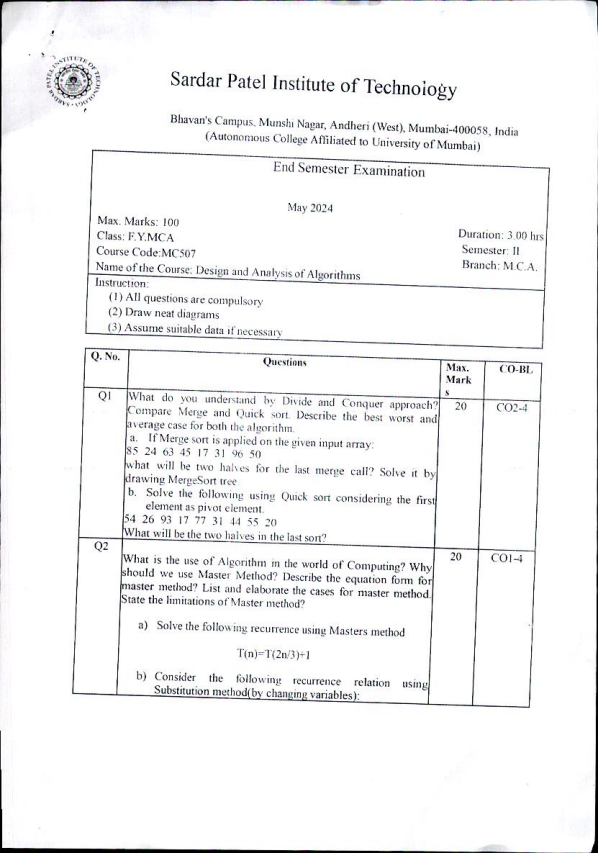 SARDAR PATEL INSTITUTE OF TECHNOLOGY
Sardar Patel Institute of Technology
Bhavan's Campus, Munshi Nagar, Andheri (West), Mumbai-400058, India
(Autonomous College Affiliated to University of Mumbai)
End Semester Examination
May 2024
Max. Marks: 100
Duration: 3.00 hrs
Class: F.Y.MCA
Semester: II
Course Code:MC507
Branch: M.C.A.
Name of the Course: Design and Analysis of Algorithms
Instruction:
(1) All questions are compulsory
(2) Draw neat diagrams
(3) Assume suitable data if necessary
Q. No. Questions Max. CO-BL
Mark
s
Q1 What do you understand by Divide and Conquer approach? 20 CO2-4
Compare Merge and Quick sort. Describe the best worst and
average case for both the algorithm.
a. If Merge sort is applied on the given input array:
85 24 63 45 17 31 96 50
what will be two halves for the last merge call? Solve it by
drawing MergeSort tree
b. Solve the following using Quick sort considering the first
element as pivot element.
54 26 93 17 77 31 44 55 20
What will be the two halves in the last sort?
Q2 20 CO1-4
What is the use of Algorithm in the world of Computing? Why
should we use Master Method? Describe the equation form for
master method? List and elaborate the cases for master method.
State the limitations of Master method?
a) Solve the following recurrence using Masters method
T(n)=T(2n/3)+1
b) Consider the following recurrence relation using
Substitution method(by changing variables):